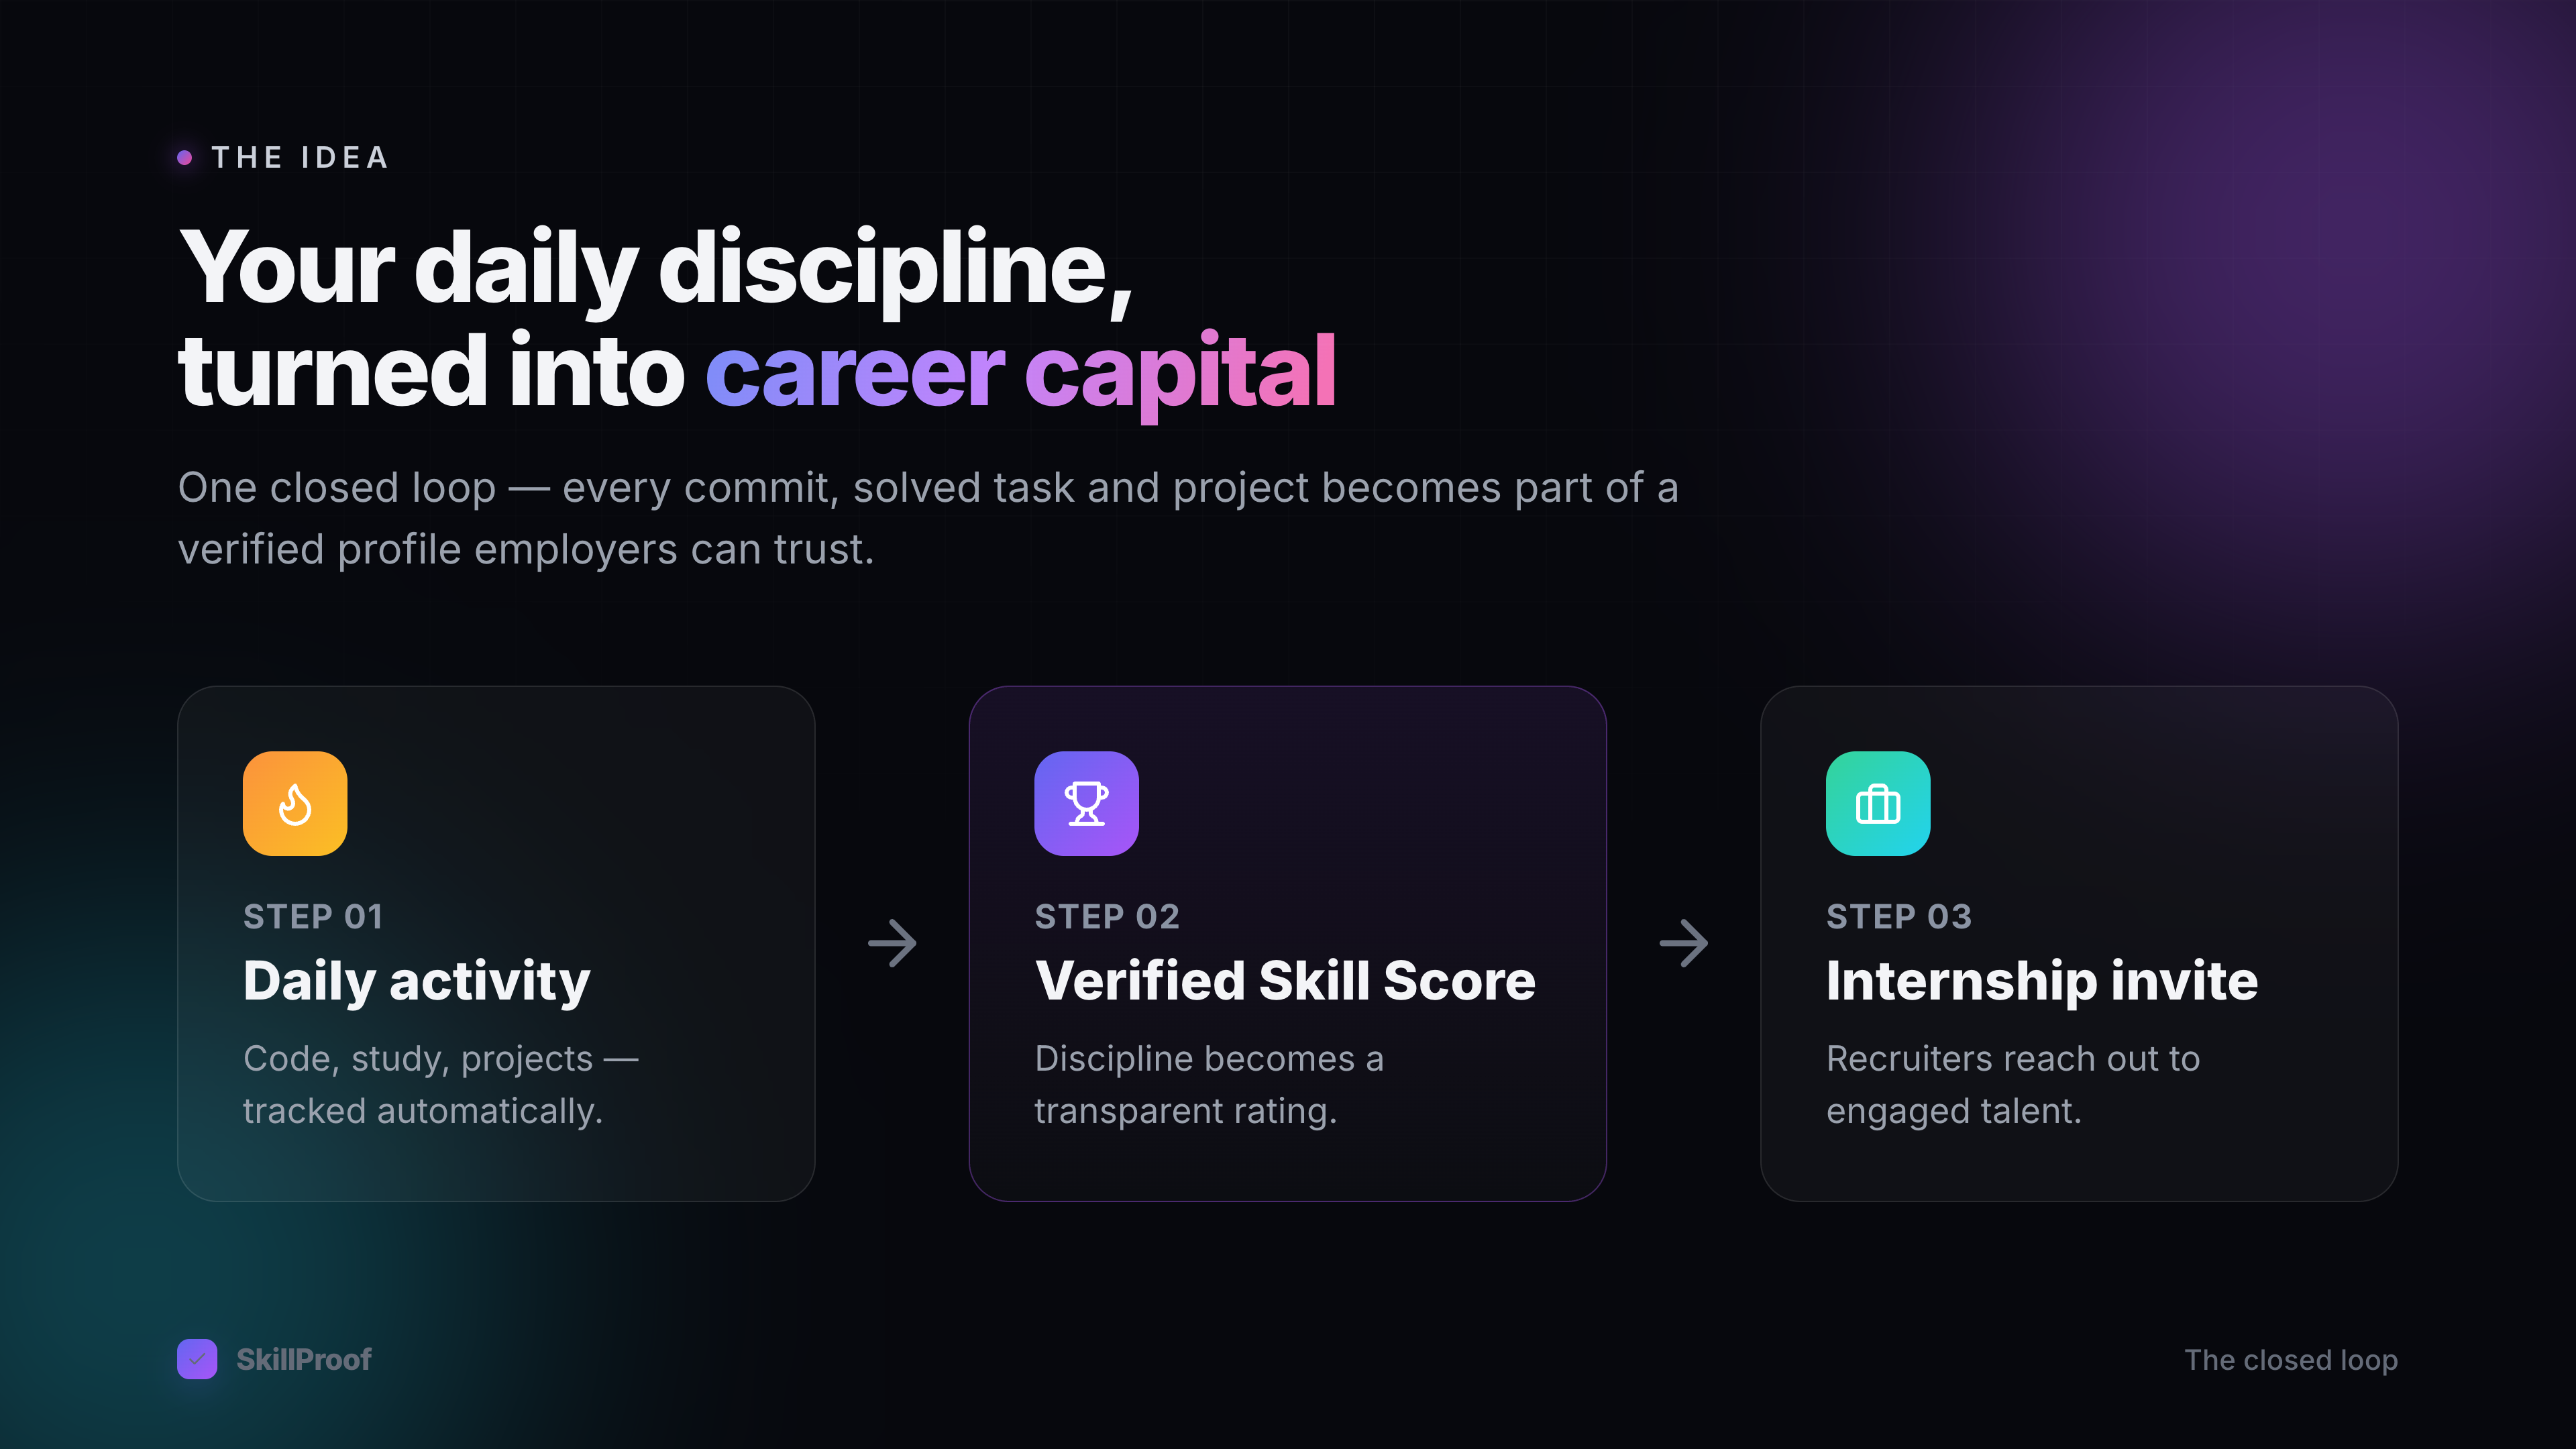 THE IDEA
Your daily discipline,
turned into career capital
One closed loop — every commit, solved task and project becomes part of a
verified profile employers can trust.
STEP 01
Daily activity
Code, study, projects —
tracked automatically.
STEP 02
Verified Skill Score
Discipline becomes a
transparent rating.
STEP 03
Internship invite
Recruiters reach out to
engaged talent.
SkillProof
The closed loop